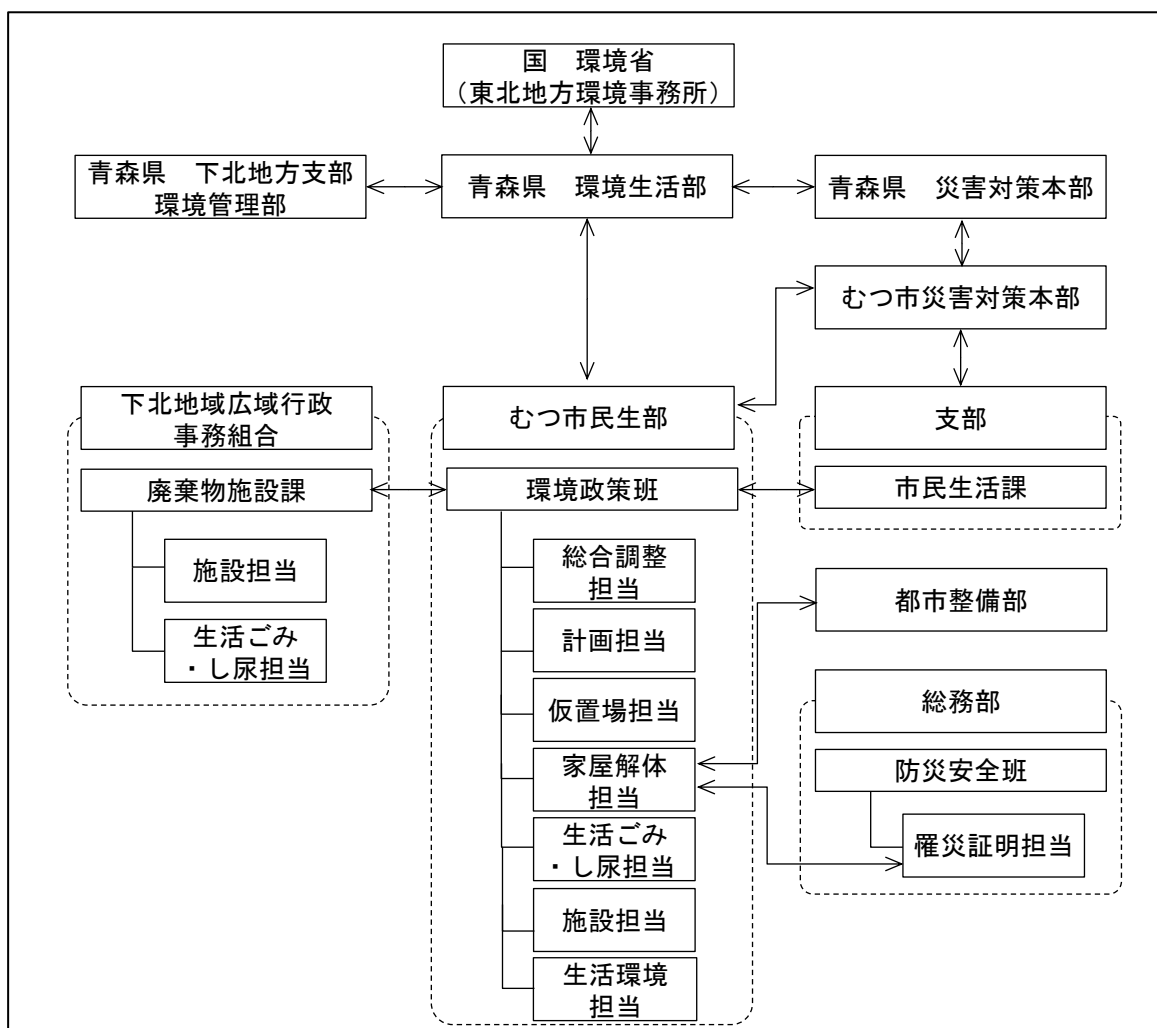 国　環境省
（東北地方環境事務所）
青森県　下北地方支部
環境管理部
青森県　環境生活部
青森県　災害対策本部
むつ市災害対策本部
下北地域広域行政
事務組合
むつ市民生部
支部
廃棄物施設課
環境政策班
市民生活課
施設担当
生活ごみ
・し尿担当
総合調整
担当
計画担当
仮置場担当
家屋解体
担当
生活ごみ
・し尿担当
施設担当
生活環境
担当
都市整備部
総務部
防災安全班
罹災証明担当